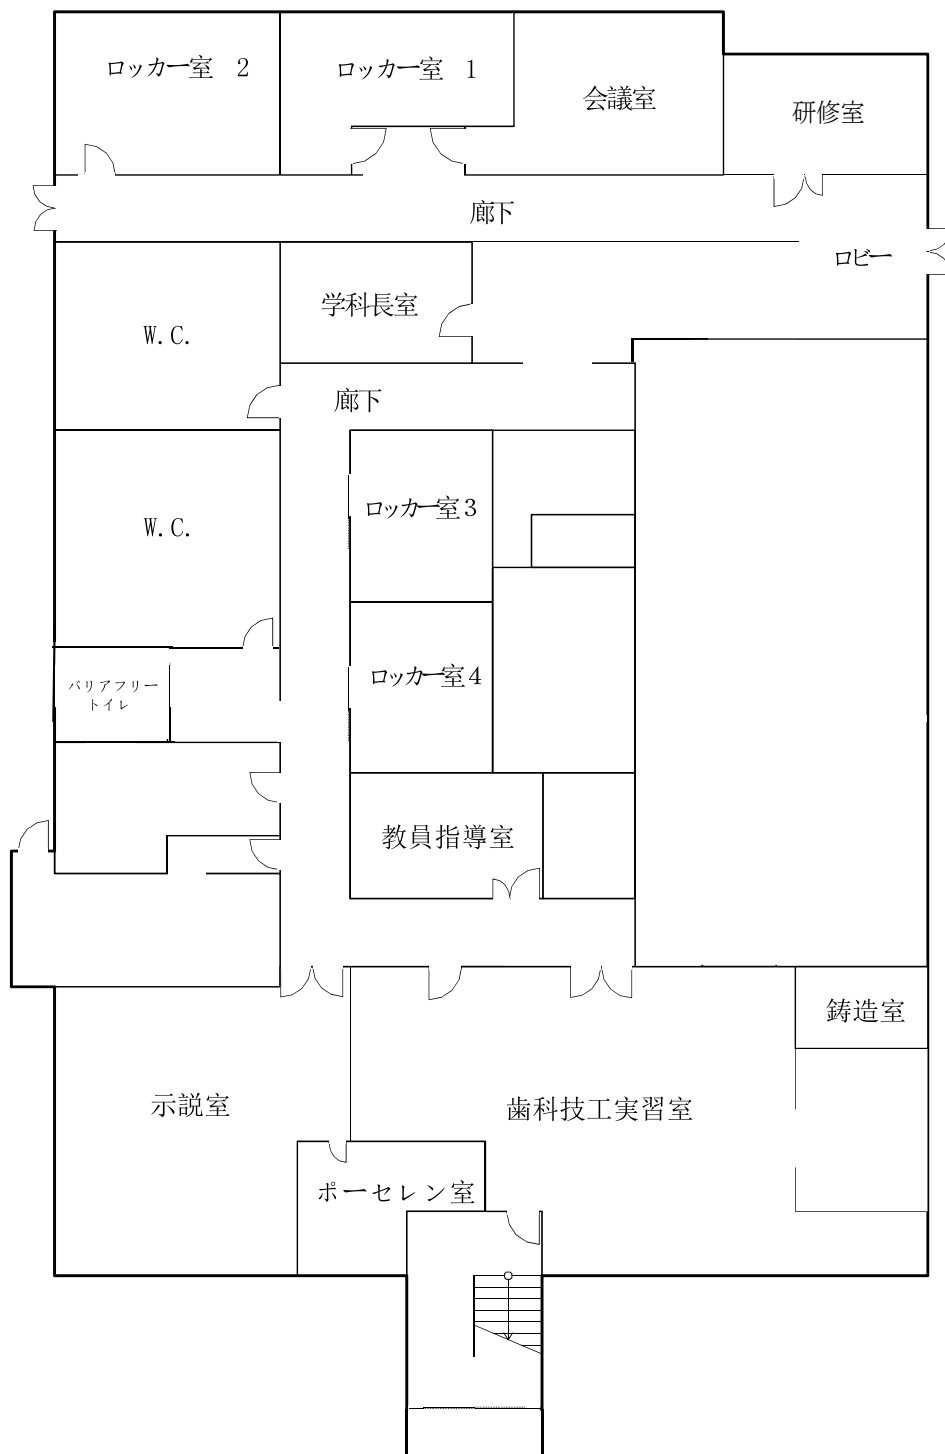 ロッカー室 2
ロッカー室 1
会議室
研修室
廊下
ロビー
学科長室
W.C.
廊下
ロッカー室3
W.C.
ロッカー室4
バリアフリー
トイレ
教員指導室
鋳造室
示説室
歯科技工実習室
ポーセレン室